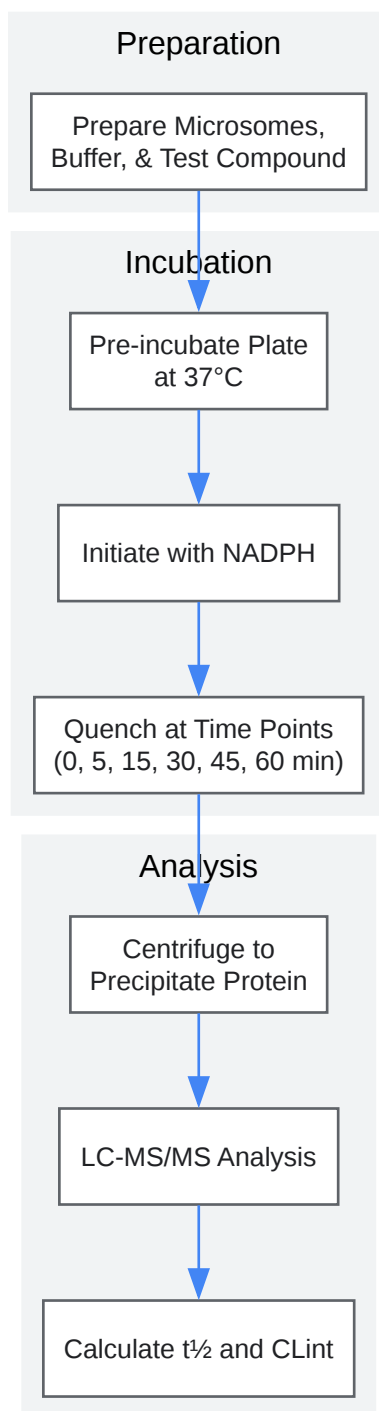 Preparation
Prepare Microsomes,
Buffer, & Test Compound
Incubation
Pre-incubate Plate
at 37°C
Initiate with NADPH
Quench at Time Points
(0, 5, 15, 30, 45, 60 min)
Analysis
Centrifuge to
Precipitate Protein
LC-MS/MS Analysis
Calculate t½ and CLint